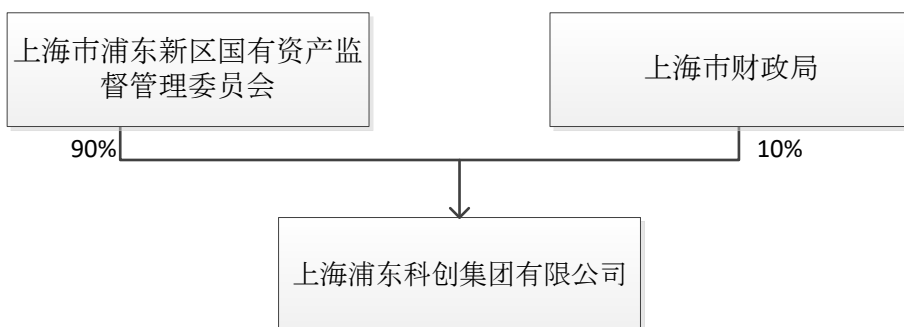 上海市浦东新区国有资产监
督管理委员会
上海市财政局
90%
10%
上海浦东科创集团有限公司